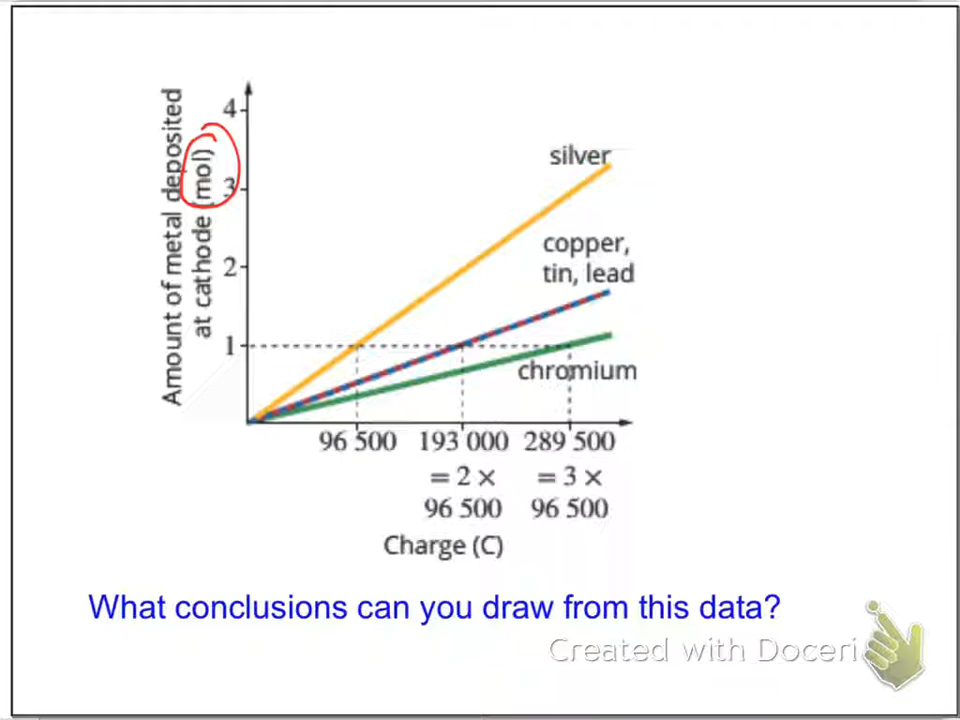 Amount of metal deposited
at cathode (mol)
4
3
2
1
silver
copper,
tin, lead
chromium
96 500 193 000 289 500
= 2 × = 3 ×
96 500 96 500
Charge (C)
What conclusions can you draw from this data?
Created with Doceri